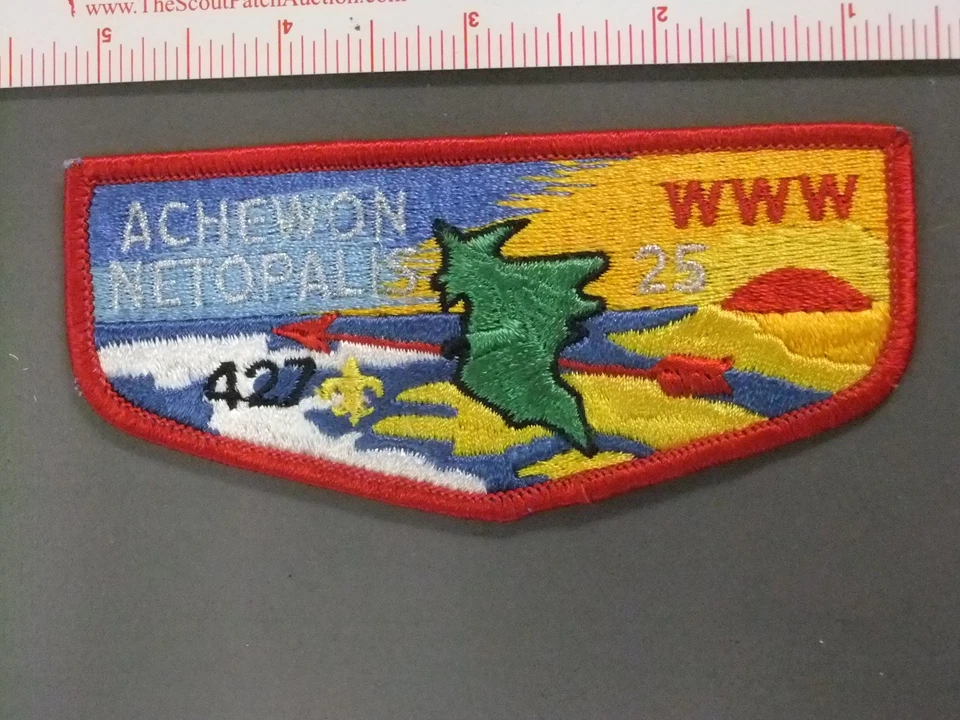 www.TheScoutPatchAuction.com
5 4 3 2 1
ACHEWON WWW
NETOPALIS 25
427